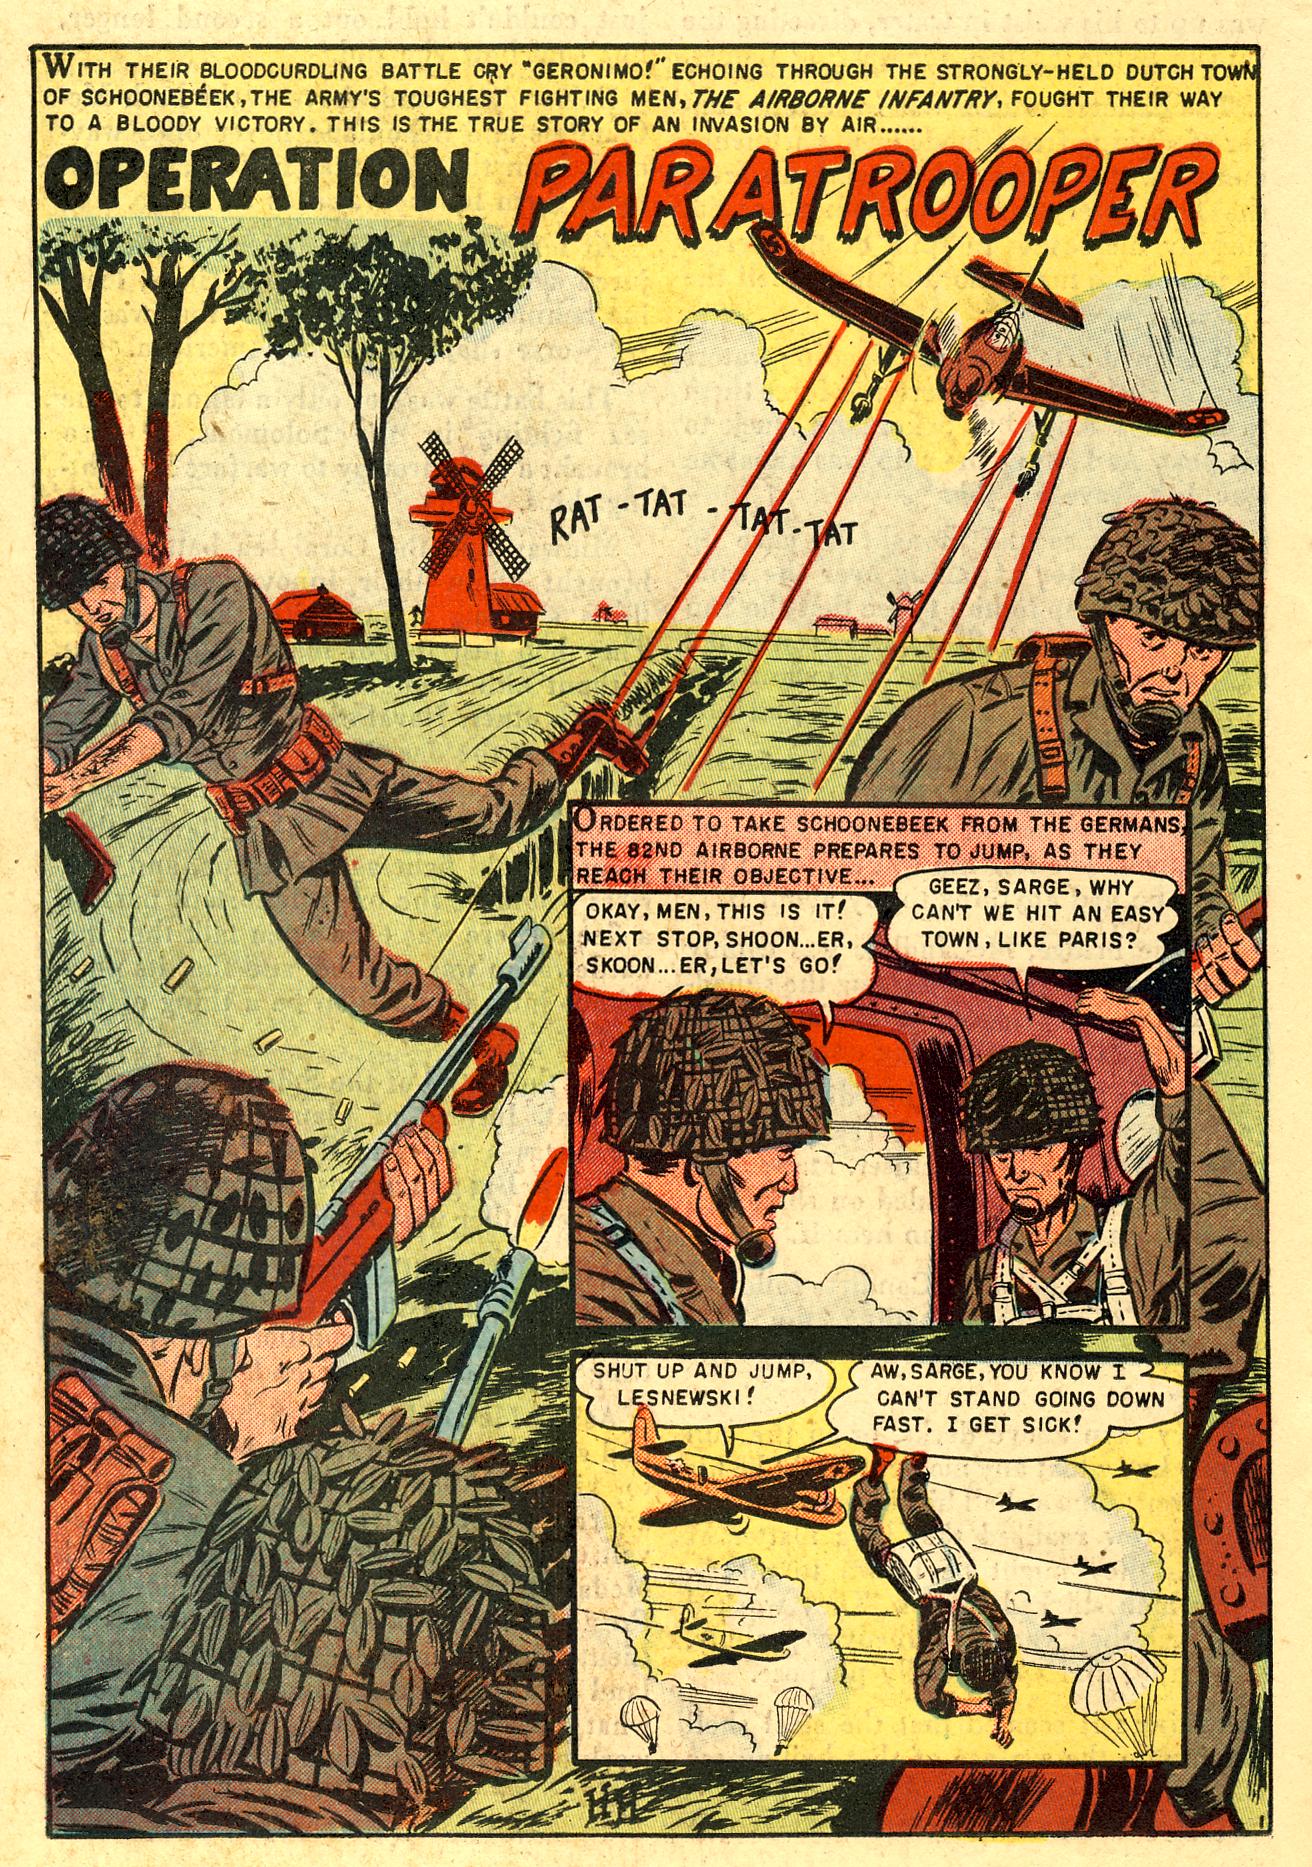 WITH THEIR BLOODCURDLING BATTLE CRY "GERONIMO!" ECHOING THROUGH THE STRONGLY-HELD DUTCH TOWN
OF SCHOONEBÉEK, THE ARMY'S TOUGHEST FIGHTING MEN, THE AIRBORNE INFANTRY, FOUGHT THEIR WAY
TO A BLOODY VICTORY. THIS IS THE TRUE STORY OF AN INVASION BY AIR......
OPERATION PARATROOPER
RAT - TAT - TAT - TAT
ORDERED TO TAKE SCHOONEBEEK FROM THE GERMANS,
THE 82ND AIRBORNE PREPARES TO JUMP, AS THEY
REACH THEIR OBJECTIVE...
OKAY, MEN, THIS IS IT!
NEXT STOP, SHOON...ER,
SKOON...ER, LET'S GO!
GEEZ, SARGE, WHY
CAN'T WE HIT AN EASY
TOWN, LIKE PARIS?
SHUT UP AND JUMP,
LESNEWSKI!
AW, SARGE, YOU KNOW I
CAN'T STAND GOING DOWN
FAST. I GET SICK!
HH
1